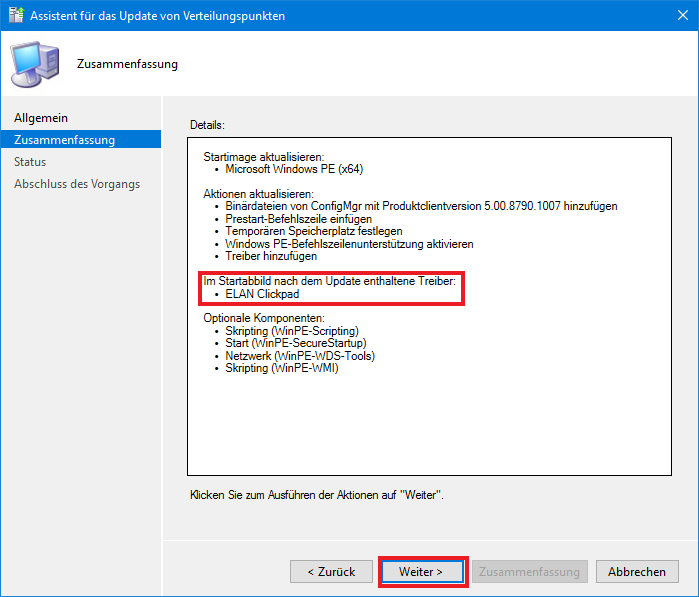 Assistent für das Update von Verteilungspunkten
Zusammenfassung
Allgemein
Zusammenfassung
Status
Abschluss des Vorgangs
Details:
Startimage aktualisieren:
• Microsoft Windows PE (x64)
Aktionen aktualisieren:
• Binärdateien von ConfigMgr mit Produktclientversion 5.00.8790.1007 hinzufügen
• Prestart-Befehlszeile einfügen
• Temporären Speicherplatz festlegen
• Windows PE-Befehlszeilenunterstützung aktivieren
• Treiber hinzufügen
Im Startabbild nach dem Update enthaltene Treiber:
• ELAN Clickpad
Optionale Komponenten:
• Skripting (WinPE-Scripting)
• Start (WinPE-SecureStartup)
• Netzwerk (WinPE-WDS-Tools)
• Skripting (WinPE-WMI)
Klicken Sie zum Ausführen der Aktionen auf "Weiter".
< Zurück
Weiter >
Zusammenfassung
Abbrechen